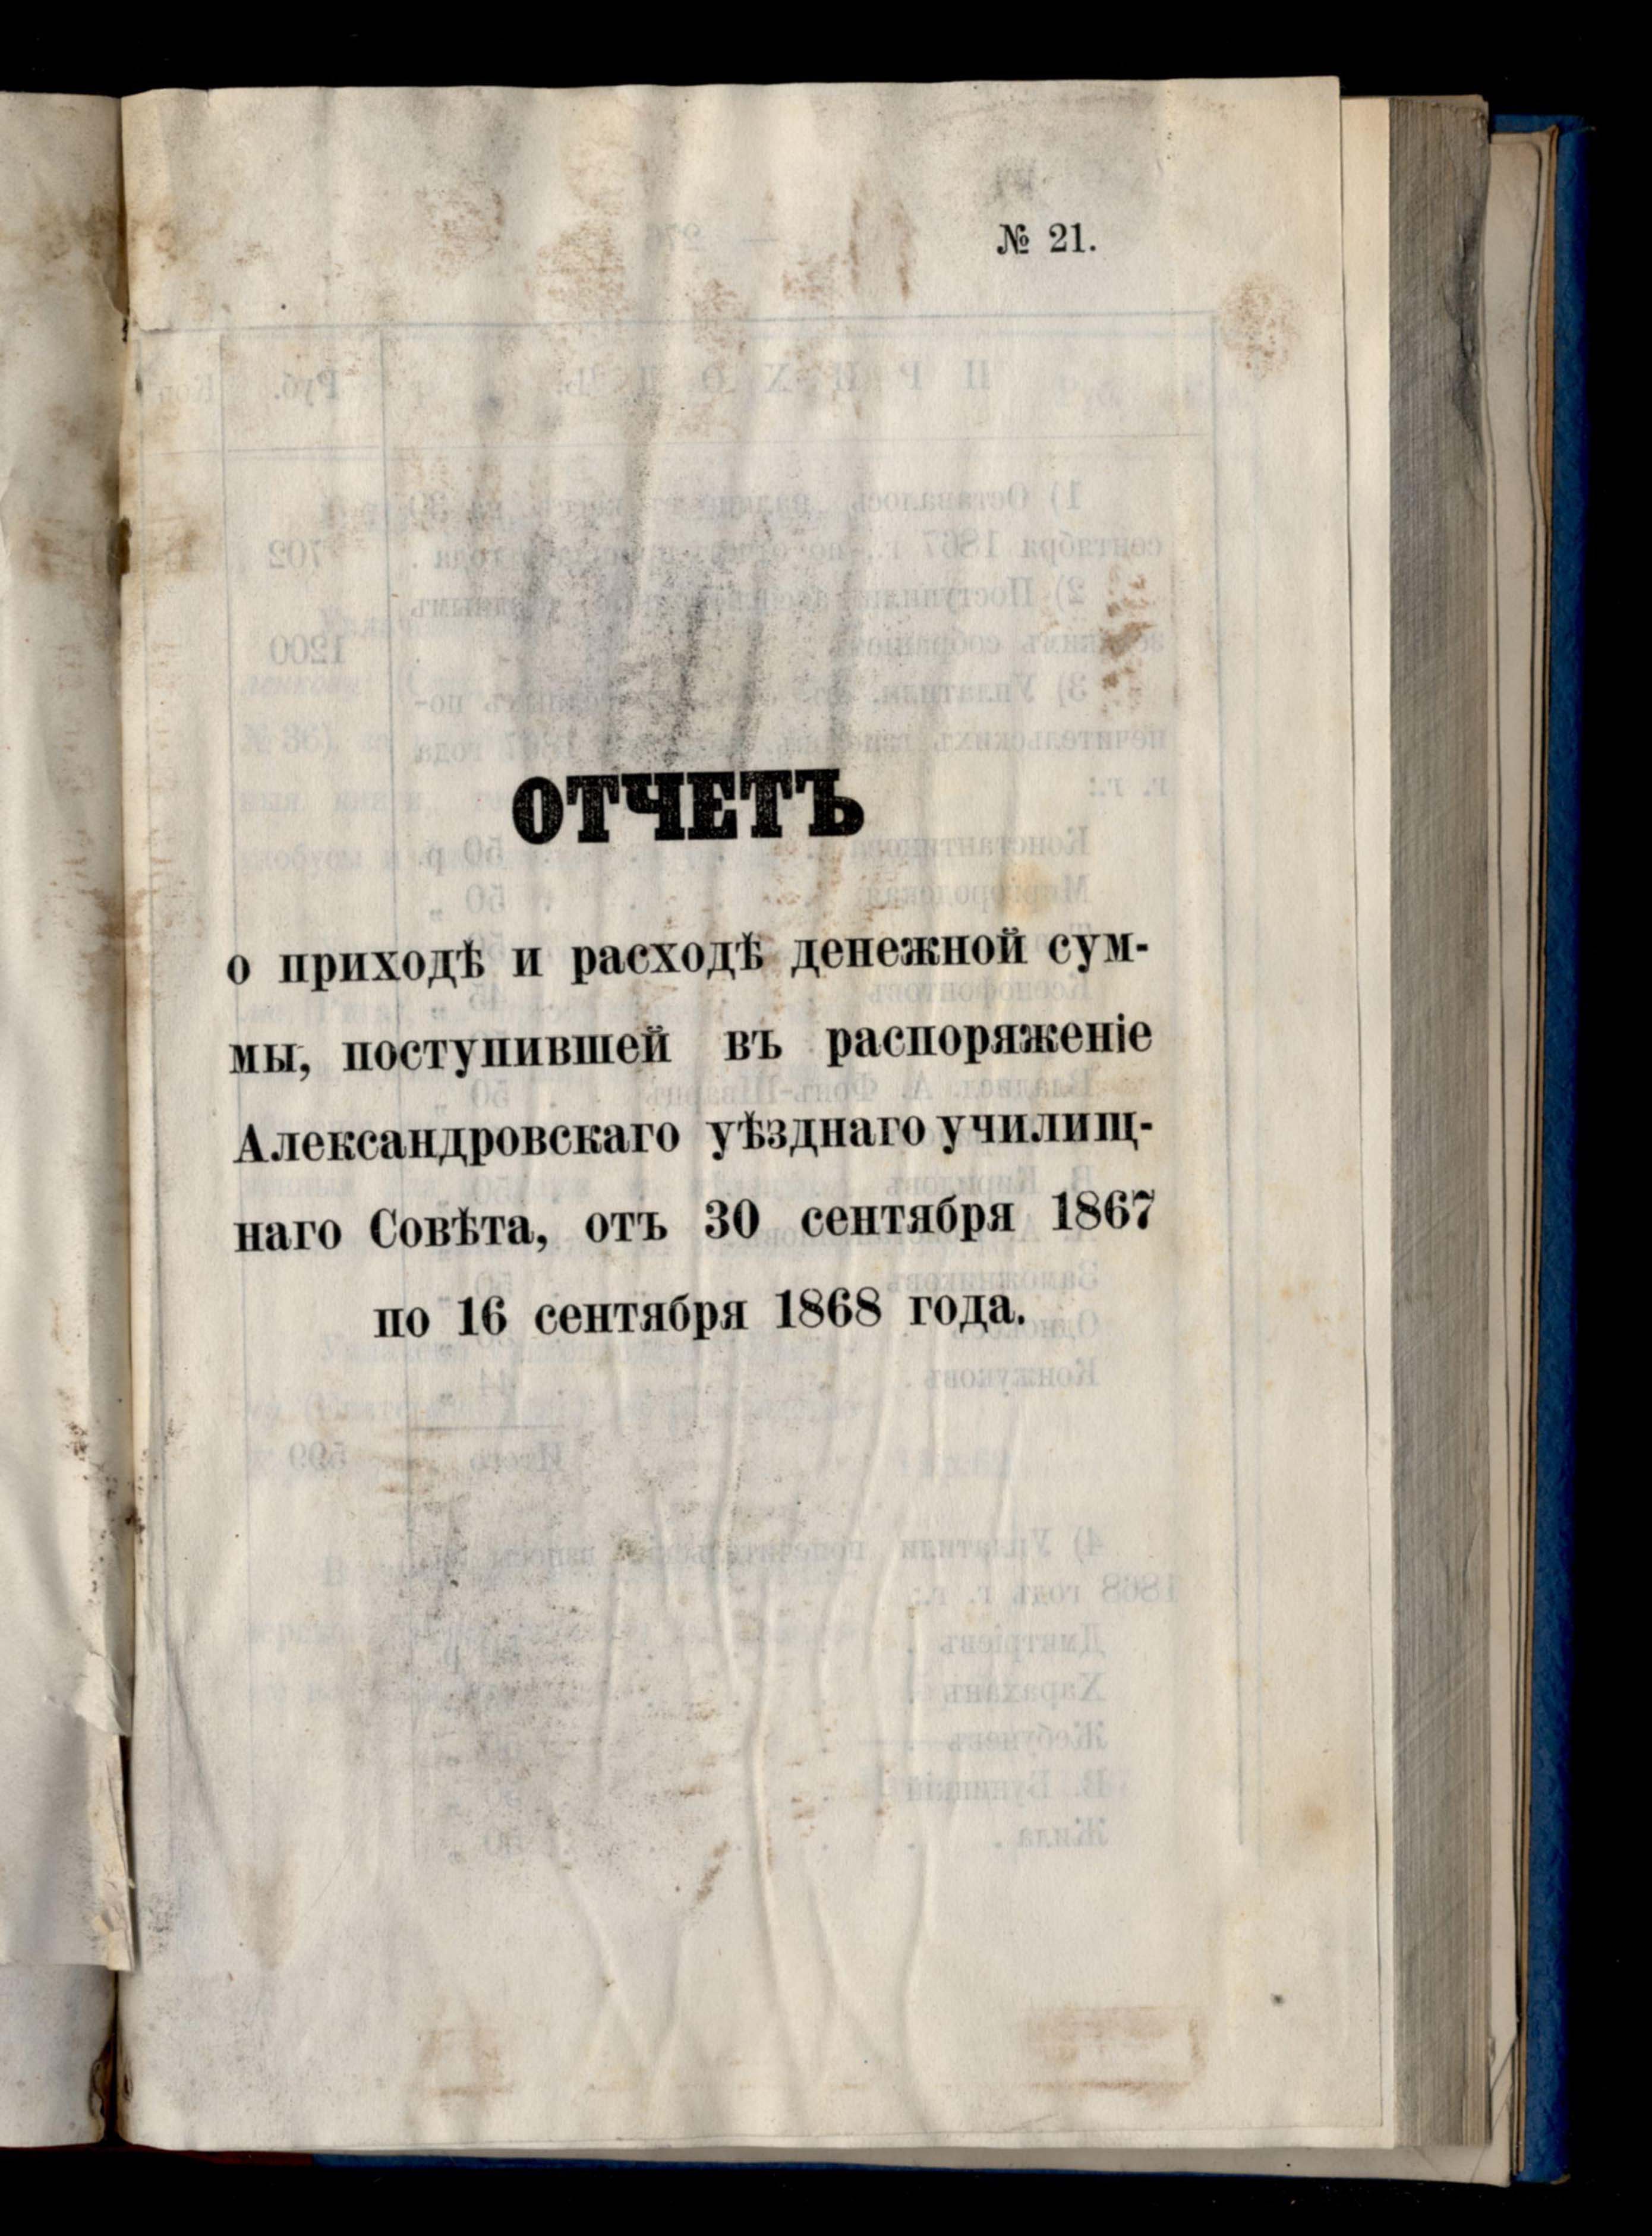 № 21.
ОТЧЕТЪ
о приходѣ и расходѣ денежной сум-
мы, поступившей въ распоряженіе
Александровскаго уѣзднаго училищ-
наго Совѣта, отъ 30 сентября 1867
по 16 сентября 1868 года.